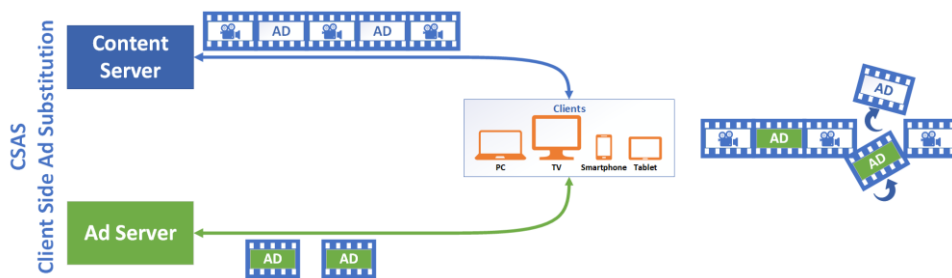 CSAS
Client Side Ad Substitution
Content
Server
AD
AD
Clients
PC
TV
Smartphone
Tablet
AD
AD
AD
Ad Server
AD
AD